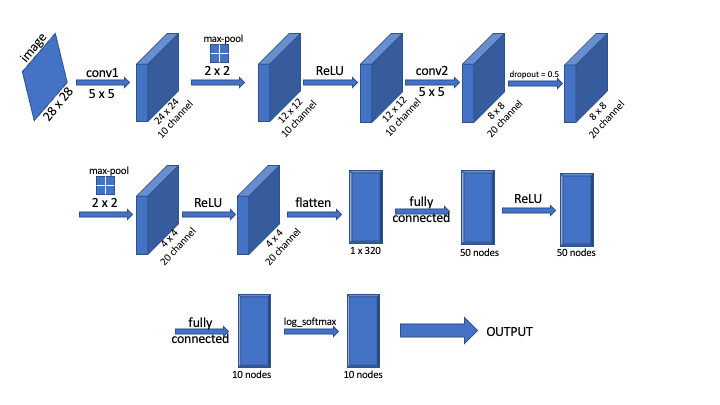 image
28 x 28
conv1
5 x 5
24 x 24
10 channel
max-pool
2 x 2
12 x 12
10 channel
ReLU
12 x 12
10 channel
conv2
5 x 5
8 x 8
20 channel
dropout = 0.5
8 x 8
20 channel
max-pool
2 x 2
4 x 4
20 channel
ReLU
4 x 4
20 channel
flatten
1 x 320
fully
connected
50 nodes
ReLU
50 nodes
fully
connected
10 nodes
log_softmax
10 nodes
OUTPUT